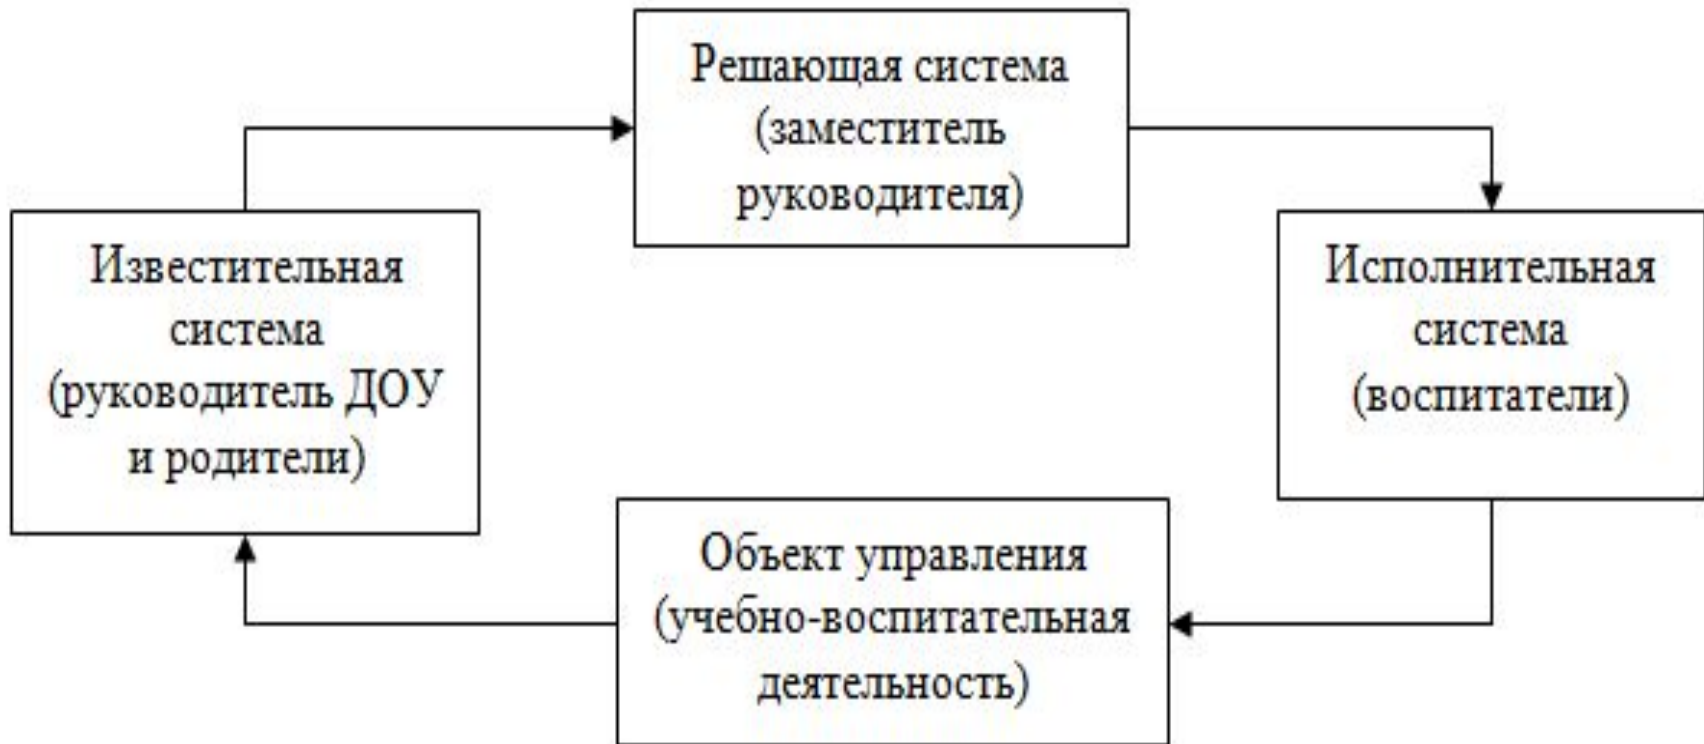 Решающая система
(заместитель
руководителя)
Известительная
система
(руководитель ДОУ
и родители)
Исполнительная
система
(воспитатели)
Объект управления
(учебно-воспитательная
деятельность)